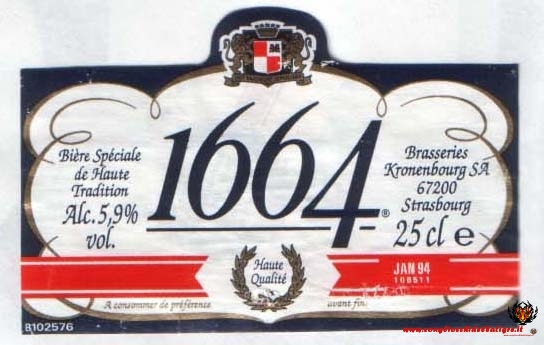 1664®
Bière Spéciale
de Haute
Tradition
Alc. 5,9%
vol.
Brasseries
Kronenbourg SA
67200
Strasbourg
25 cl e
Haute
Qualité
JAN 94
A consommer de préférence avant fin
B102576